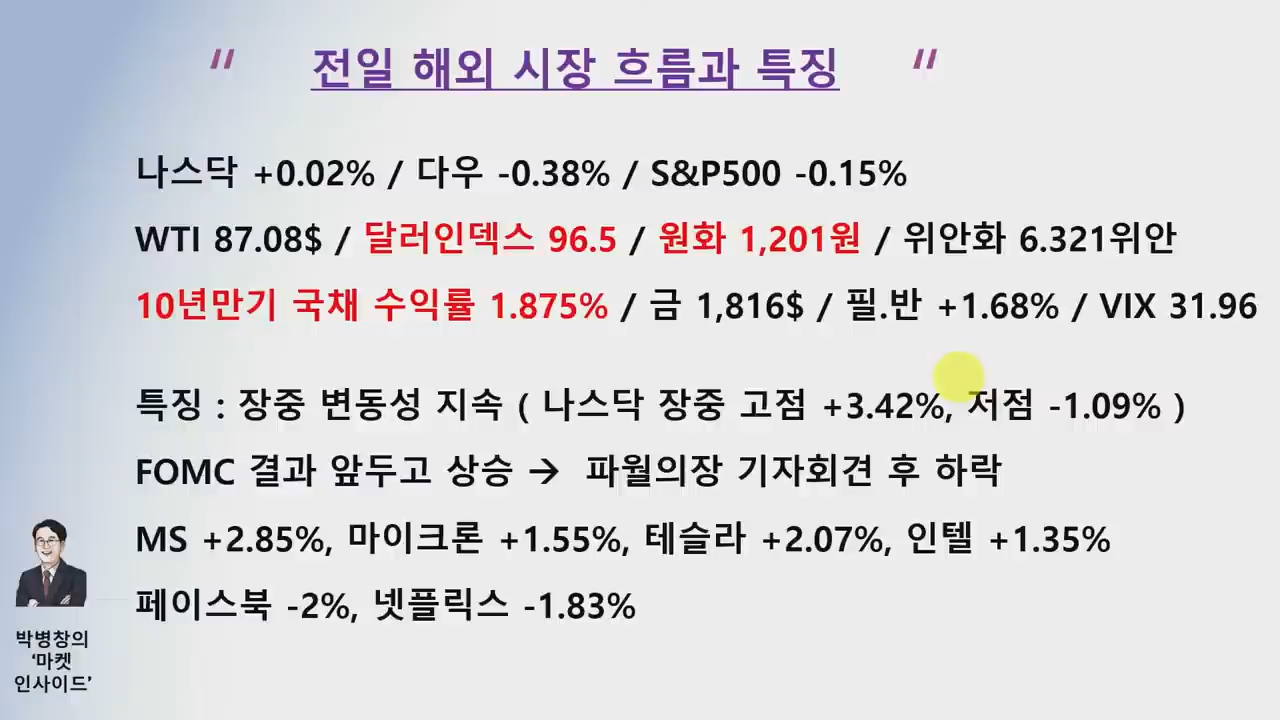 " 전일 해외 시장 흐름과 특징 "
나스닥 +0.02% / 다우 -0.38% / S&P500 -0.15%
WTI 87.08$ / 달러인덱스 96.5 / 원화 1,201원 / 위안화 6.321위안
10년만기 국채 수익률 1.875% / 금 1,816$ / 필.반 +1.68% / VIX 31.96
특징 : 장중 변동성 지속 ( 나스닥 장중 고점 +3.42%, 저점 -1.09% )
FOMC 결과 앞두고 상승 → 파월의장 기자회견 후 하락
MS +2.85%, 마이크론 +1.55%, 테슬라 +2.07%, 인텔 +1.35%
페이스북 -2%, 넷플릭스 -1.83%
박병창의
‘마켓
인사이드’